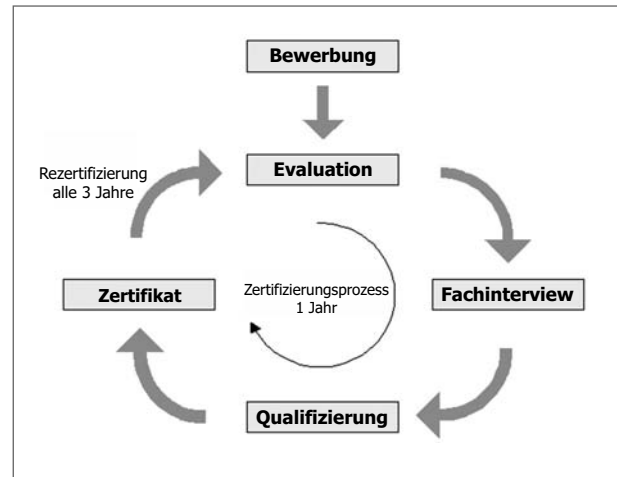 Bewerbung
Evaluation
Rezertifizierung
alle 3 Jahre
Zertifikat
Zertifizierungsprozess
1 Jahr
Fachinterview
Qualifizierung